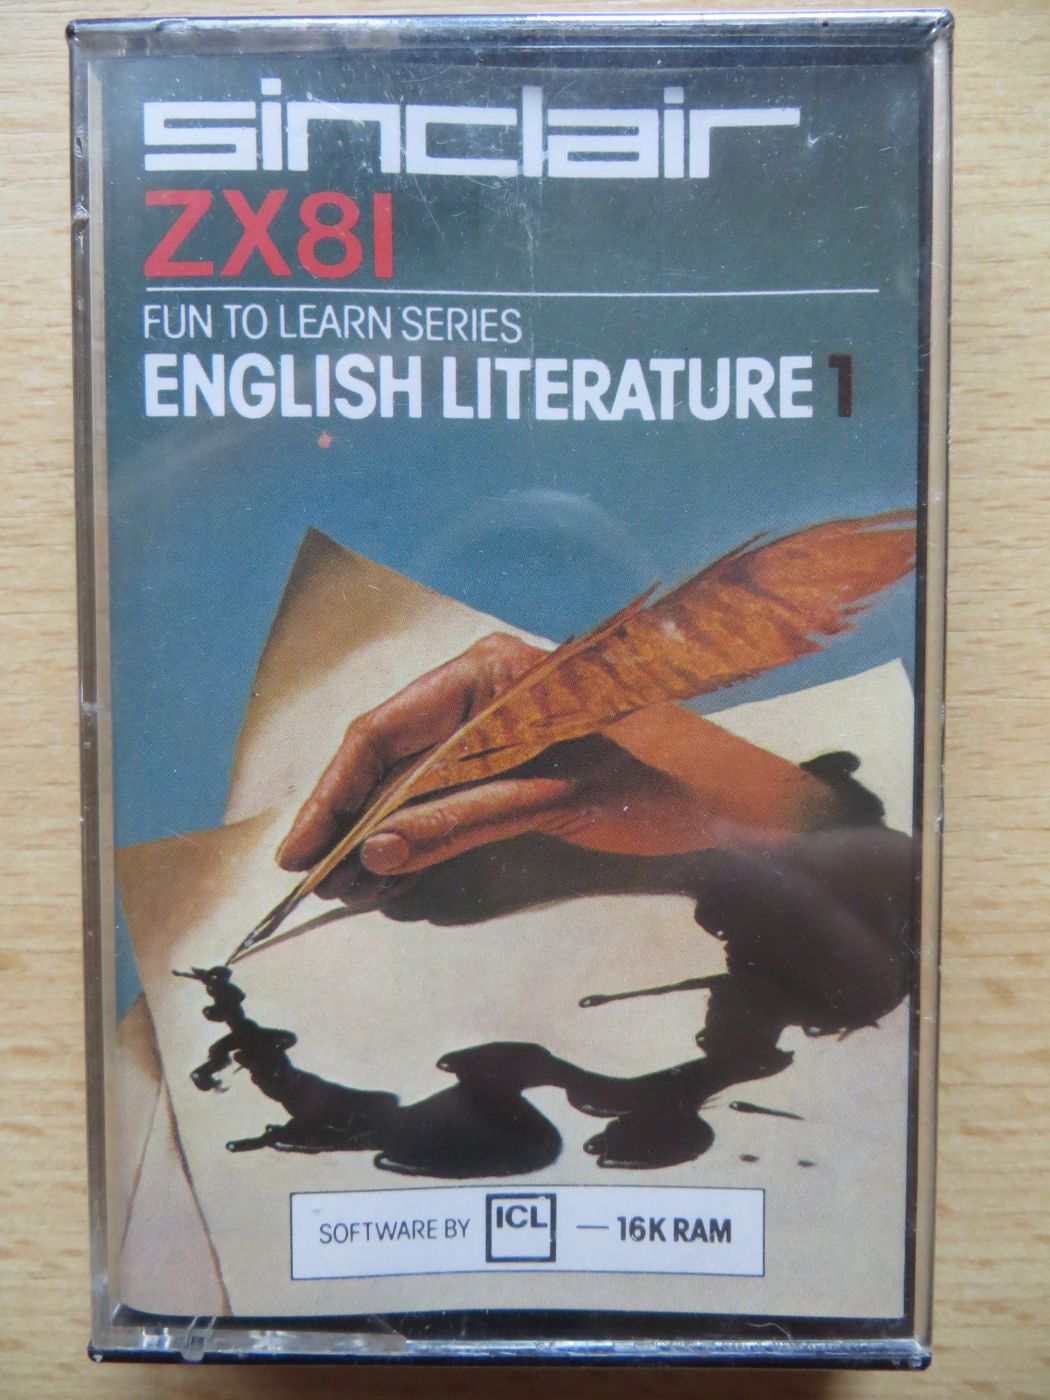 sinclair
ZX81
FUN TO LEARN SERIES
ENGLISH LITERATURE 1
SOFTWARE BY ICL — 16K RAM